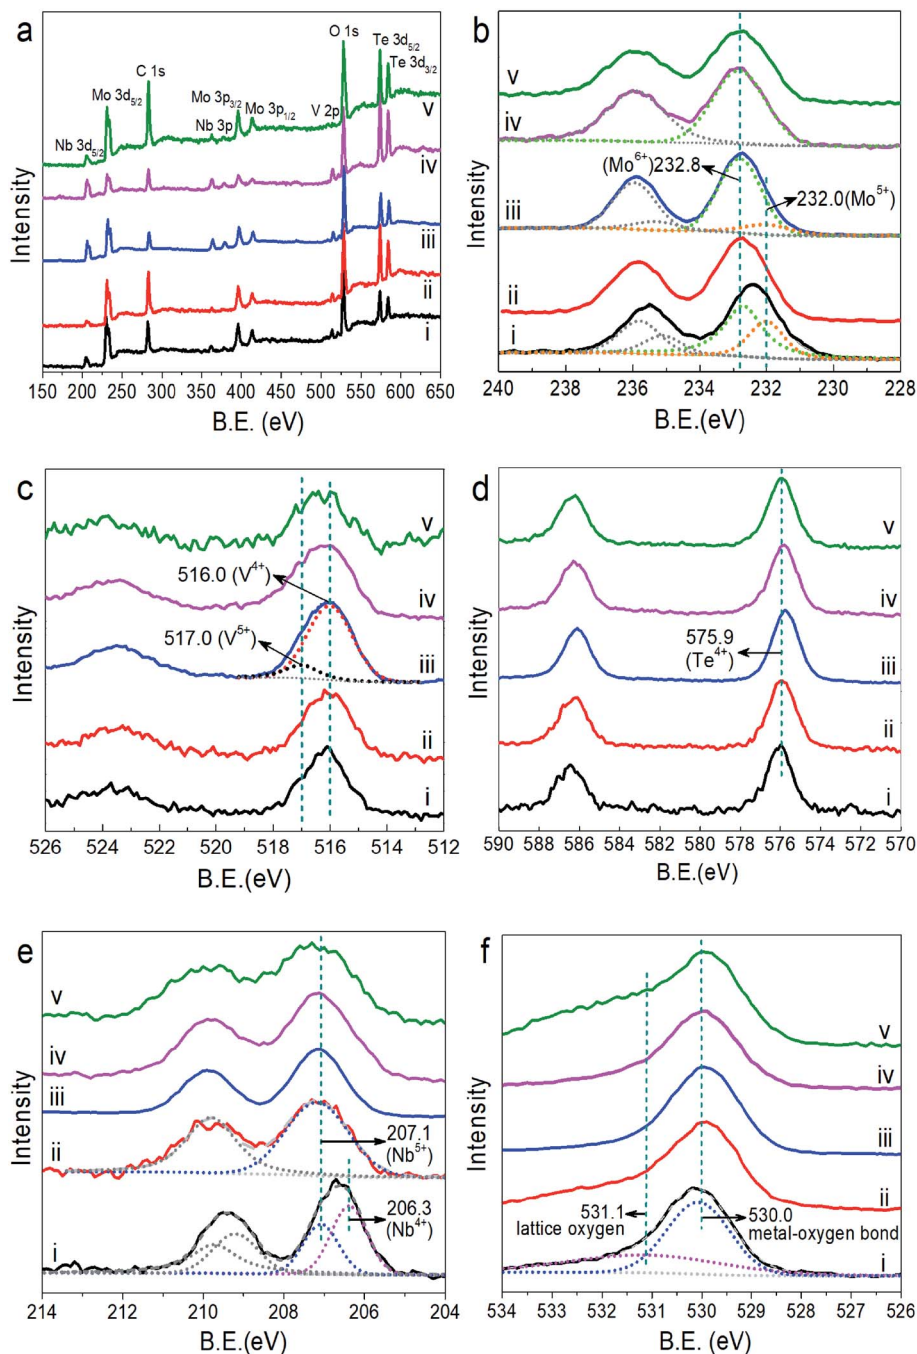 a
O 1s
Te 3d5/2
Te 3d3/2
C 1s
Mo 3d5/2
Mo 3p3/2
Mo 3p1/2
V 2p
Nb 3p
Nb 3d5/2
v
iv
iii
ii
i
Intensity
150 200 250 300 350 400 450 500 550 600 650
B.E. (eV)
b
v
iv
(Mo6+)232.8
232.0(Mo5+)
iii
ii
i
Intensity
240 238 236 234 232 230 228
B.E. (eV)
c
v
516.0 (V4+)
iv
517.0 (V5+)
iii
ii
i
Intensity
526 524 522 520 518 516 514 512
B.E.(eV)
d
v
iv
575.9
(Te4+)
iii
ii
i
Intensity
590 588 586 584 582 580 578 576 574 572 570
B.E.(eV)
e
v
iv
iii
ii
207.1
(Nb5+)
206.3
(Nb4+)
i
Intensity
214 212 210 208 206 204
B.E.(eV)
f
v
iv
iii
ii
531.1
lattice oxygen
530.0
metal-oxygen bond
i
Intensity
534 533 532 531 530 529 528 527 526
B.E.(eV)